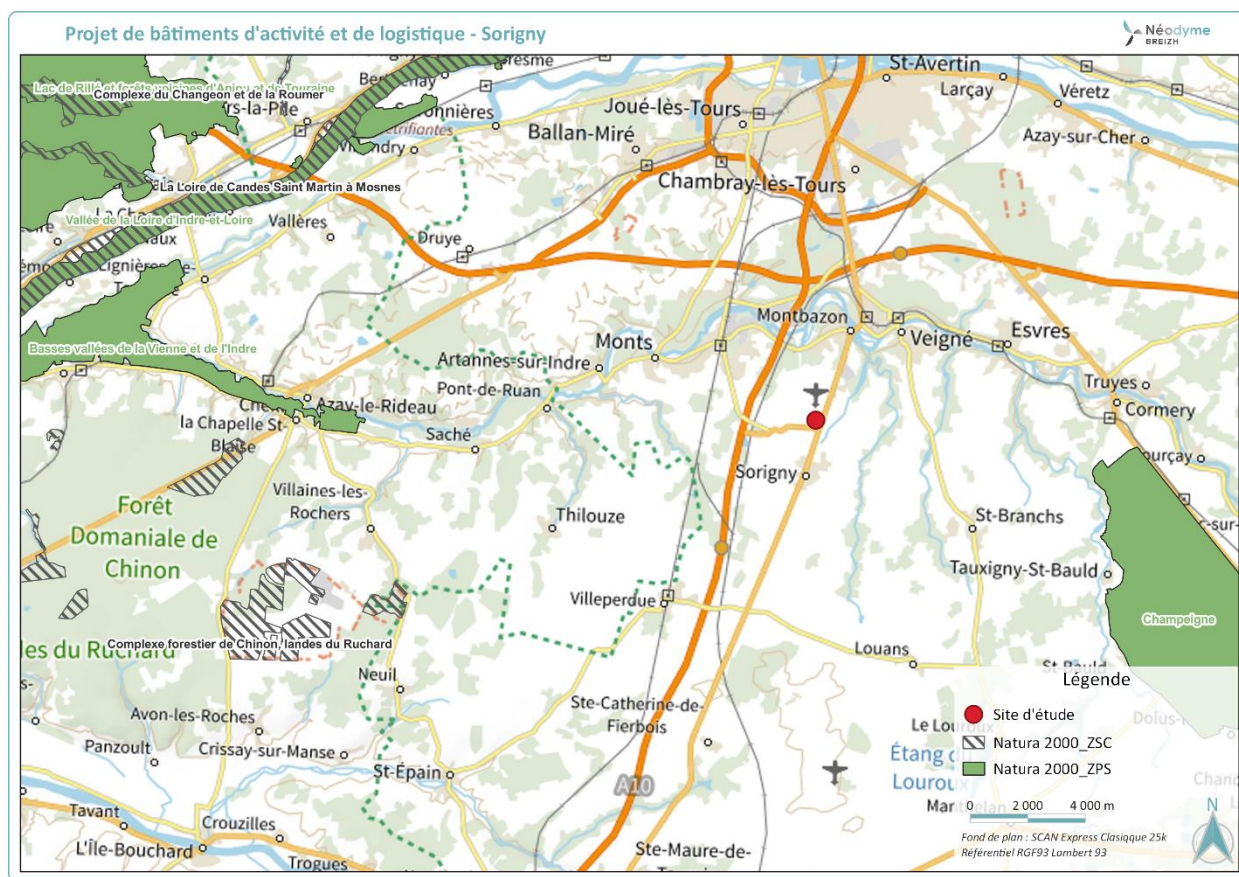 Projet de bâtiments d'activité et de logistique - Sorigny
Néodyme
BREIZH
Lac de Rillé et forêts voisines d'Anjou et de Touraine
Complexe du Changeon et de la Roumer
La Loire de Candes Saint Martin à Mosnes
Vallée de la Loire d'Indre-et-Loire
Vallères
Druye
Ballan-Miré
Joué-lès-Tours
St-Avertin
Larçay
Véretz
Azay-sur-Cher
Chambray-lès-Tours
Basses vallées de la Vienne et de l'Indre
Azay-le-Rideau
la Chapelle St-
Blaise
Artannes-sur-Indre
Pont-de-Ruan
Saché
Monts
Montbazon
Veigné
Esvres
Truyes
Cormery
Sorigny
St-Branchs
Tauxigny-St-Bauld
Champeigne
Forêt
Domaniale de
Chinon
Villaines-les-
Rochers
Thilouze
Villeperdue
Complexe forestier de Chinon, landes du Ruchard
Neuil
Louans
St-Bauld
Avon-les-Roches
Panzoult
Crissay-sur-Manse
St-Épain
Ste-Catherine-de-
Fierbois
A10
Le Louroux
Étang du
Louroux
Tavant
Crouzilles
L'Île-Bouchard
Trogues
Ste-Maure-de-
Légende
Site d'étude
Natura 2000_ZSC
Natura 2000_ZPS
0 2 000 4 000 m
Fond de plan : SCAN Express Clasiqque 25k
Référentiel RGF93 Lambert 93
N